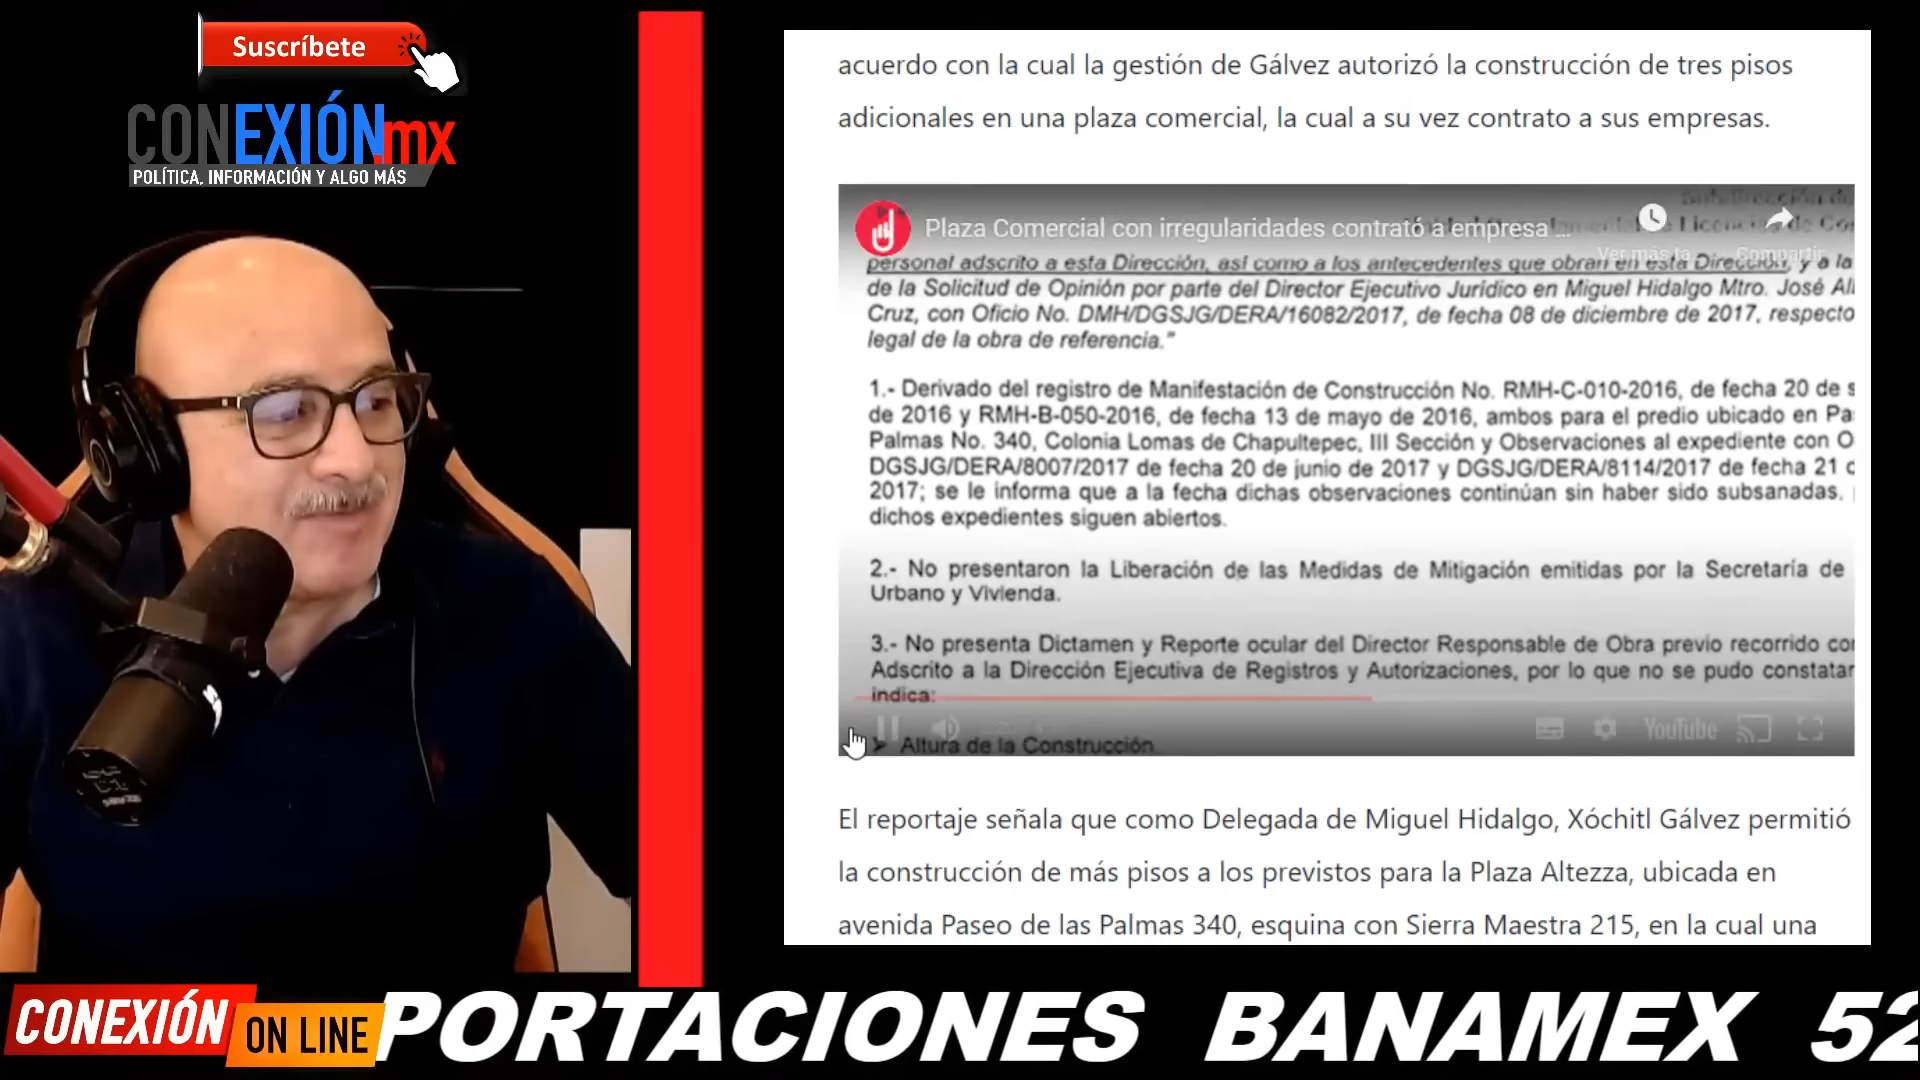 Suscríbete
CONEXIÓN.mx
POLÍTICA, INFORMACIÓN Y ALGO MÁS
acuerdo con la cual la gestión de Gálvez autorizó la construcción de tres pisos
adicionales en una plaza comercial, la cual a su vez contrato a sus empresas.
Plaza Comercial con irregularidades contrató a empresa ...
Compartir
personal adscrito a esta Dirección, así como a los antecedentes que obran en esta Dirección, y a la
de la Solicitud de Opinión por parte del Director Ejecutivo Jurídico en Miguel Hidalgo Mtro. José
Cruz, con Oficio No. DMH/DGSJG/DERA/16082/2017, de fecha 08 de diciembre de 2017, respecto
legal de la obra de referencia."
1.- Derivado del registro de Manifestación de Construcción No. RMH-C-010-2016, de fecha 20 de
de 2016 y RMH-B-050-2016, de fecha 13 de mayo de 2016, ambos para el predio ubicado en
Palmas No. 340, Colonia Lomas de Chapultepec, III Sección y Observaciones al expediente con
DGSJG/DERA/8007/2017 de fecha 20 de junio de 2017 y DGSJG/DERA/8114/2017 de fecha 21
2017; se le informa que a la fecha dichas observaciones continúan sin haber sido subsanadas,
dichos expedientes siguen abiertos.
2.- No presentaron la Liberación de las Medidas de Mitigación emitidas por la Secretaría de
Urbano y Vivienda.
3.- No presenta Dictamen y Reporte ocular del Director Responsable de Obra previo recorrido
Adscrito a la Dirección Ejecutiva de Registros y Autorizaciones, por lo que no se pudo constatar
indica:
YouTube
➤ Altura de la Construcción
El reportaje señala que como Delegada de Miguel Hidalgo, Xóchitl Gálvez permitió
la construcción de más pisos a los previstos para la Plaza Altezza, ubicada en
avenida Paseo de las Palmas 340, esquina con Sierra Maestra 215, en la cual una
CONEXIÓN
ON LINE
PORTACIONES BANAMEX 52